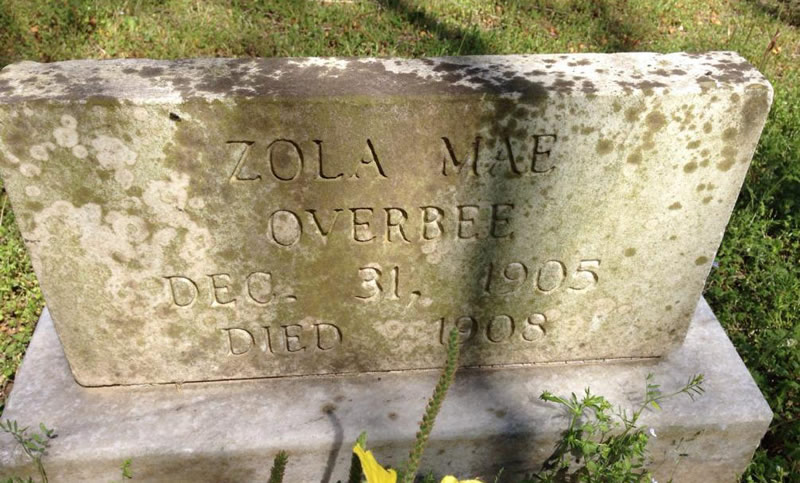 ZOLA MAE
OVERBEE
DEC. 31, 1905
DIED 1908